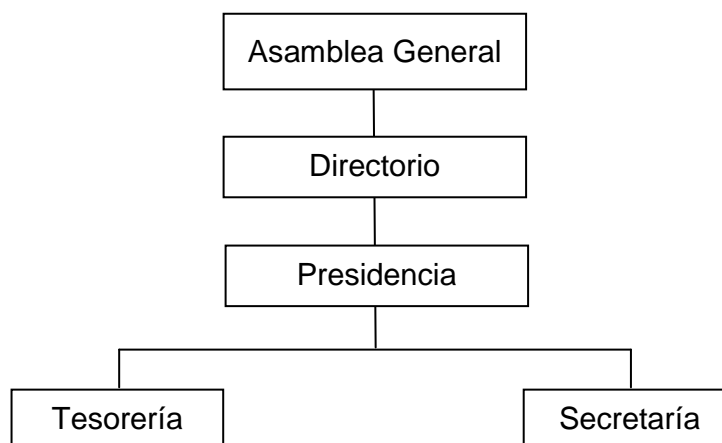 Asamblea General
Directorio
Presidencia
Tesorería
Secretaría